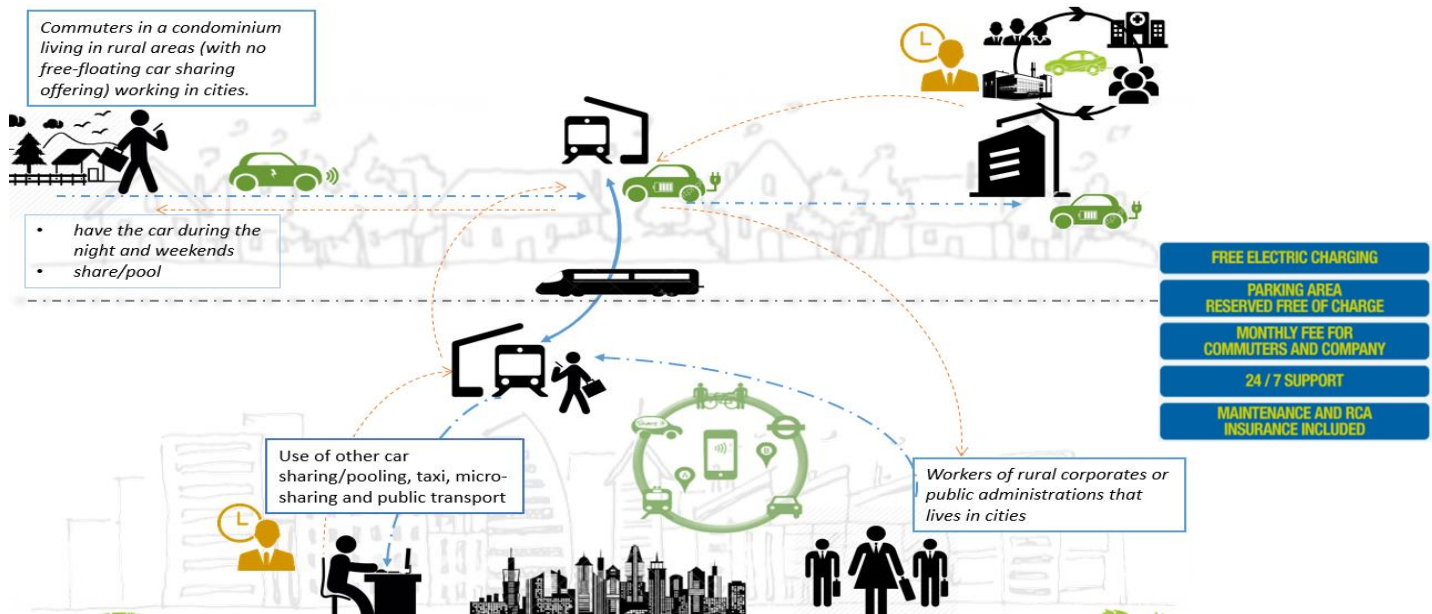 Commuters in a condominium
living in rural areas (with no
free-floating car sharing
offering) working in cities.
• have the car during the
night and weekends
• share/pool
FREE ELECTRIC CHARGING
PARKING AREA
RESERVED FREE OF CHARGE
MONTHLY FEE FOR
COMMUTERS AND COMPANY
24 / 7 SUPPORT
MAINTENANCE AND RCA
INSURANCE INCLUDED
Use of other car
sharing/pooling, taxi, micro-
sharing and public transport
A
B
Workers of rural corporates or
public administrations that
lives in cities